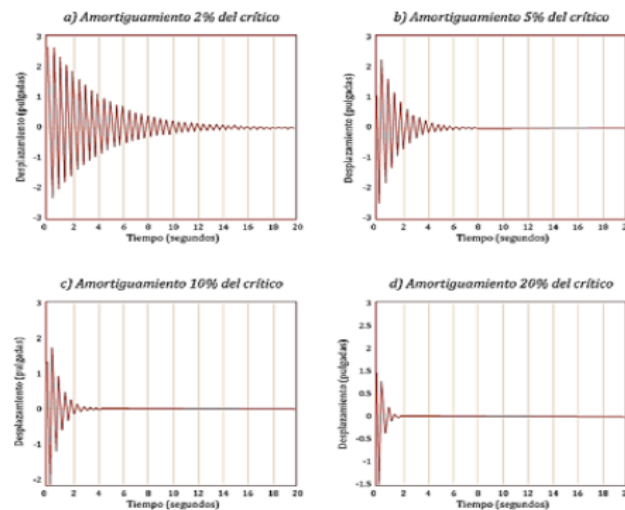 a) Amortiguamiento 2% del crítico
3
2
1
0
-1
-2
-3
Desplazamiento (pulgadas)
0 2 4 6 8 10 12 14 16 18 20
Tiempo (segundos)
b) Amortiguamiento 5% del crítico
3
2
1
0
-1
-2
-3
Desplazamiento (pulgadas)
0 2 4 6 8 10 12 14 16 18 20
Tiempo (segundos)
c) Amortiguamiento 10% del crítico
3
2
1
0
-1
-2
Desplazamiento (pulgadas)
0 2 4 6 8 10 12 14 16 18 20
Tiempo (segundos)
d) Amortiguamiento 20% del crítico
3
2.5
2
1.5
1
0.5
0
-0.5
-1
-1.5
Desplazamiento (pulgadas)
0 2 4 6 8 10 12 14 16 18 20
Tiempo (segundos)